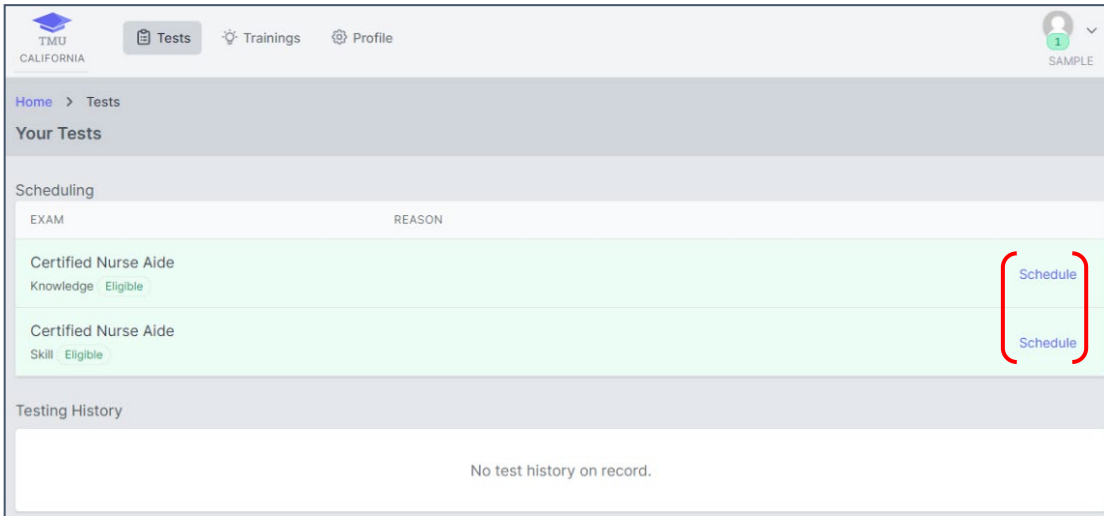 TMU
CALIFORNIA
Tests
Trainings
Profile
1
SAMPLE
Home > Tests
Your Tests
Scheduling
EXAM REASON
Certified Nurse Aide
Knowledge Eligible
Schedule
Certified Nurse Aide
Skill Eligible
Schedule
Testing History
No test history on record.